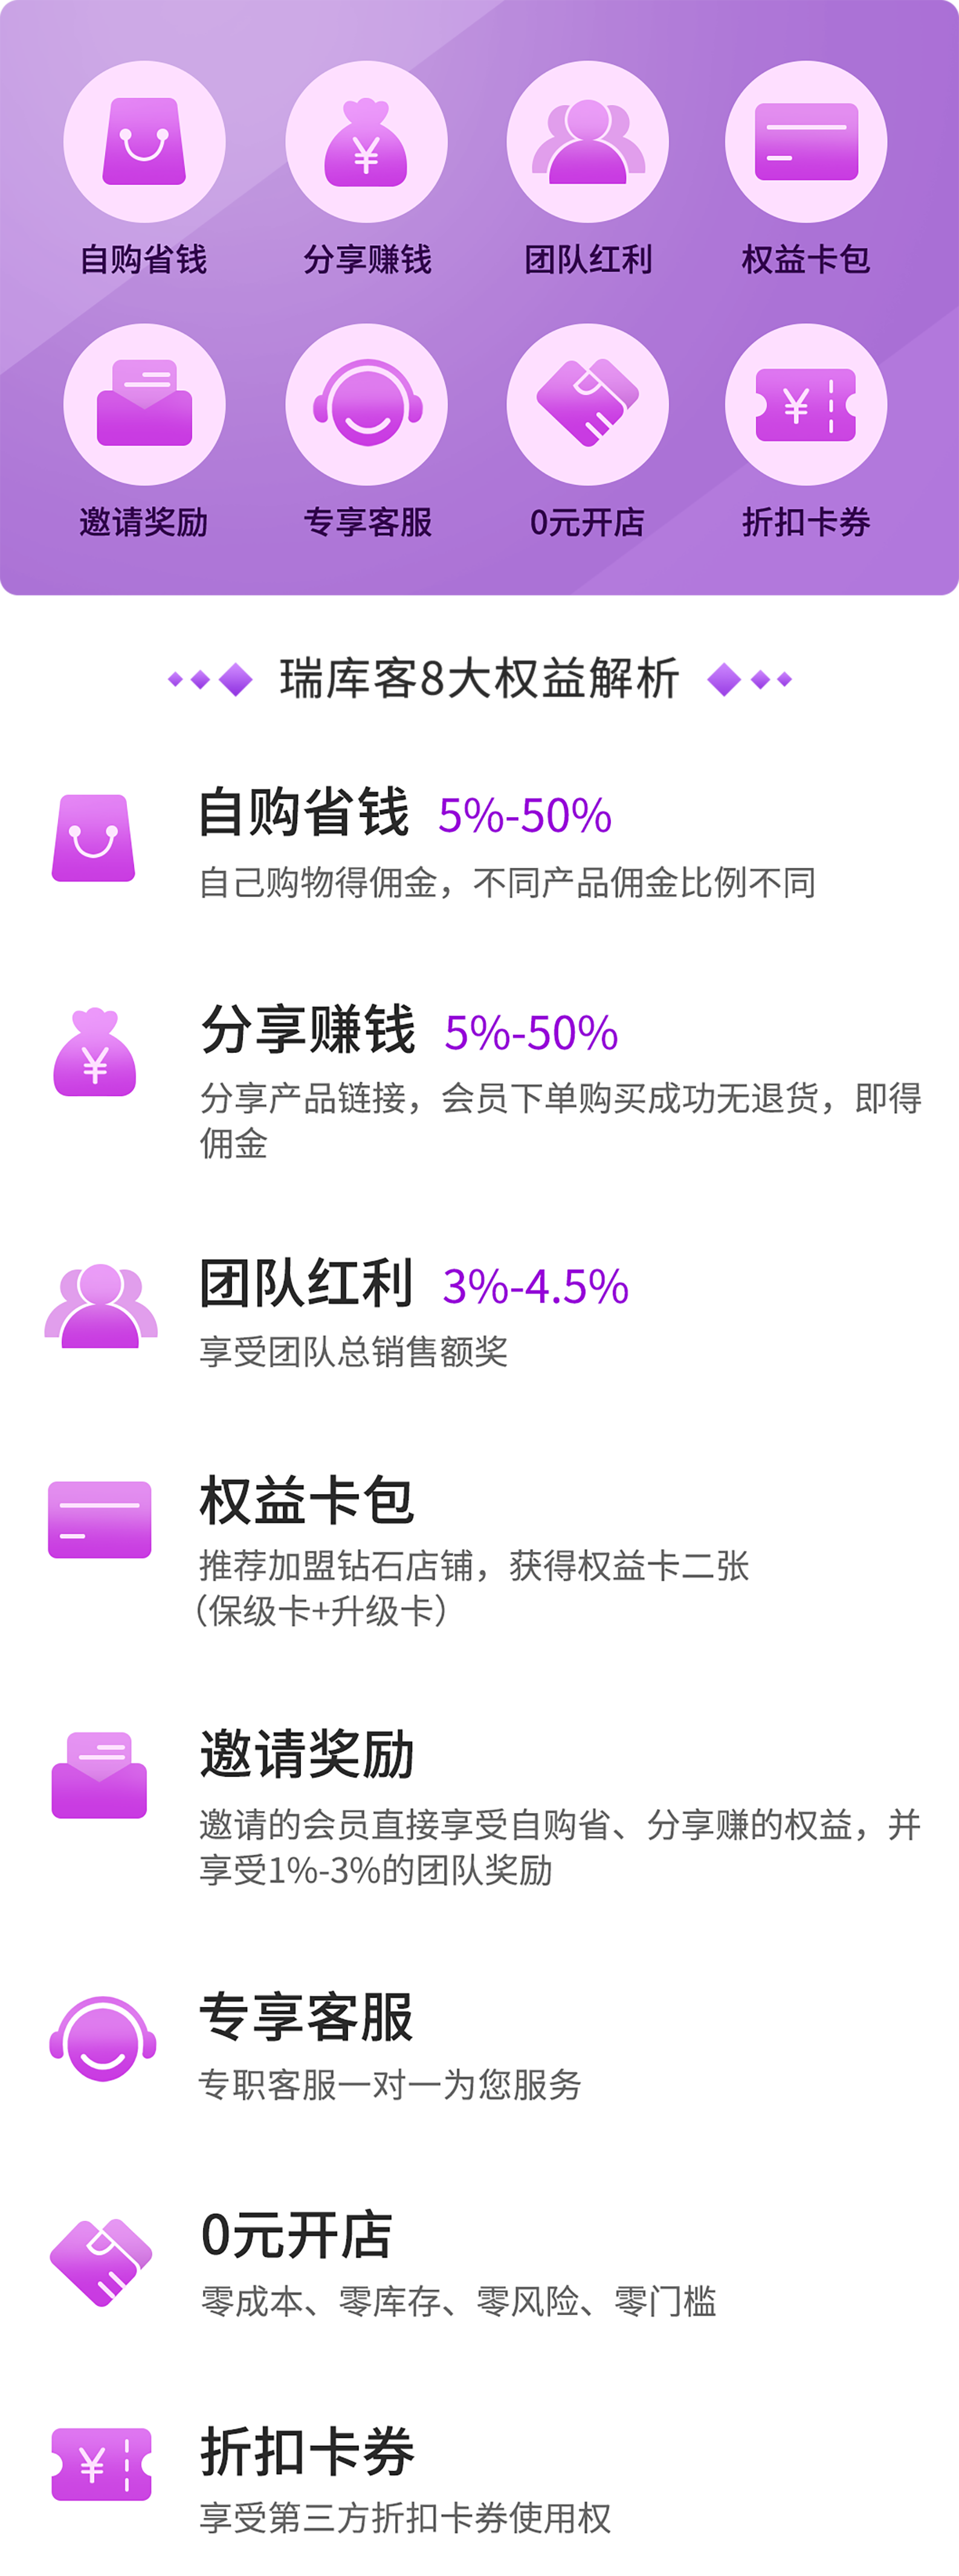 自购省钱 分享赚钱 团队红利 权益卡包
邀请奖励 专享客服 0元开店 折扣卡券
瑞库客8大权益解析
自购省钱 5%-50%
自己购物得佣金，不同产品佣金比例不同
¥
分享赚钱 5%-50%
分享产品链接，会员下单购买成功无退货，即得
佣金
团队红利 3%-4.5%
享受团队总销售额奖
权益卡包
推荐加盟钻石店铺，获得权益卡二张
（保级卡+升级卡）
邀请奖励
邀请的会员直接享受自购省、分享赚的权益，并
享受1%-3%的团队奖励
专享客服
专职客服一对一为您服务
0元开店
零成本、零库存、零风险、零门槛
¥
折扣卡券
享受第三方折扣卡券使用权